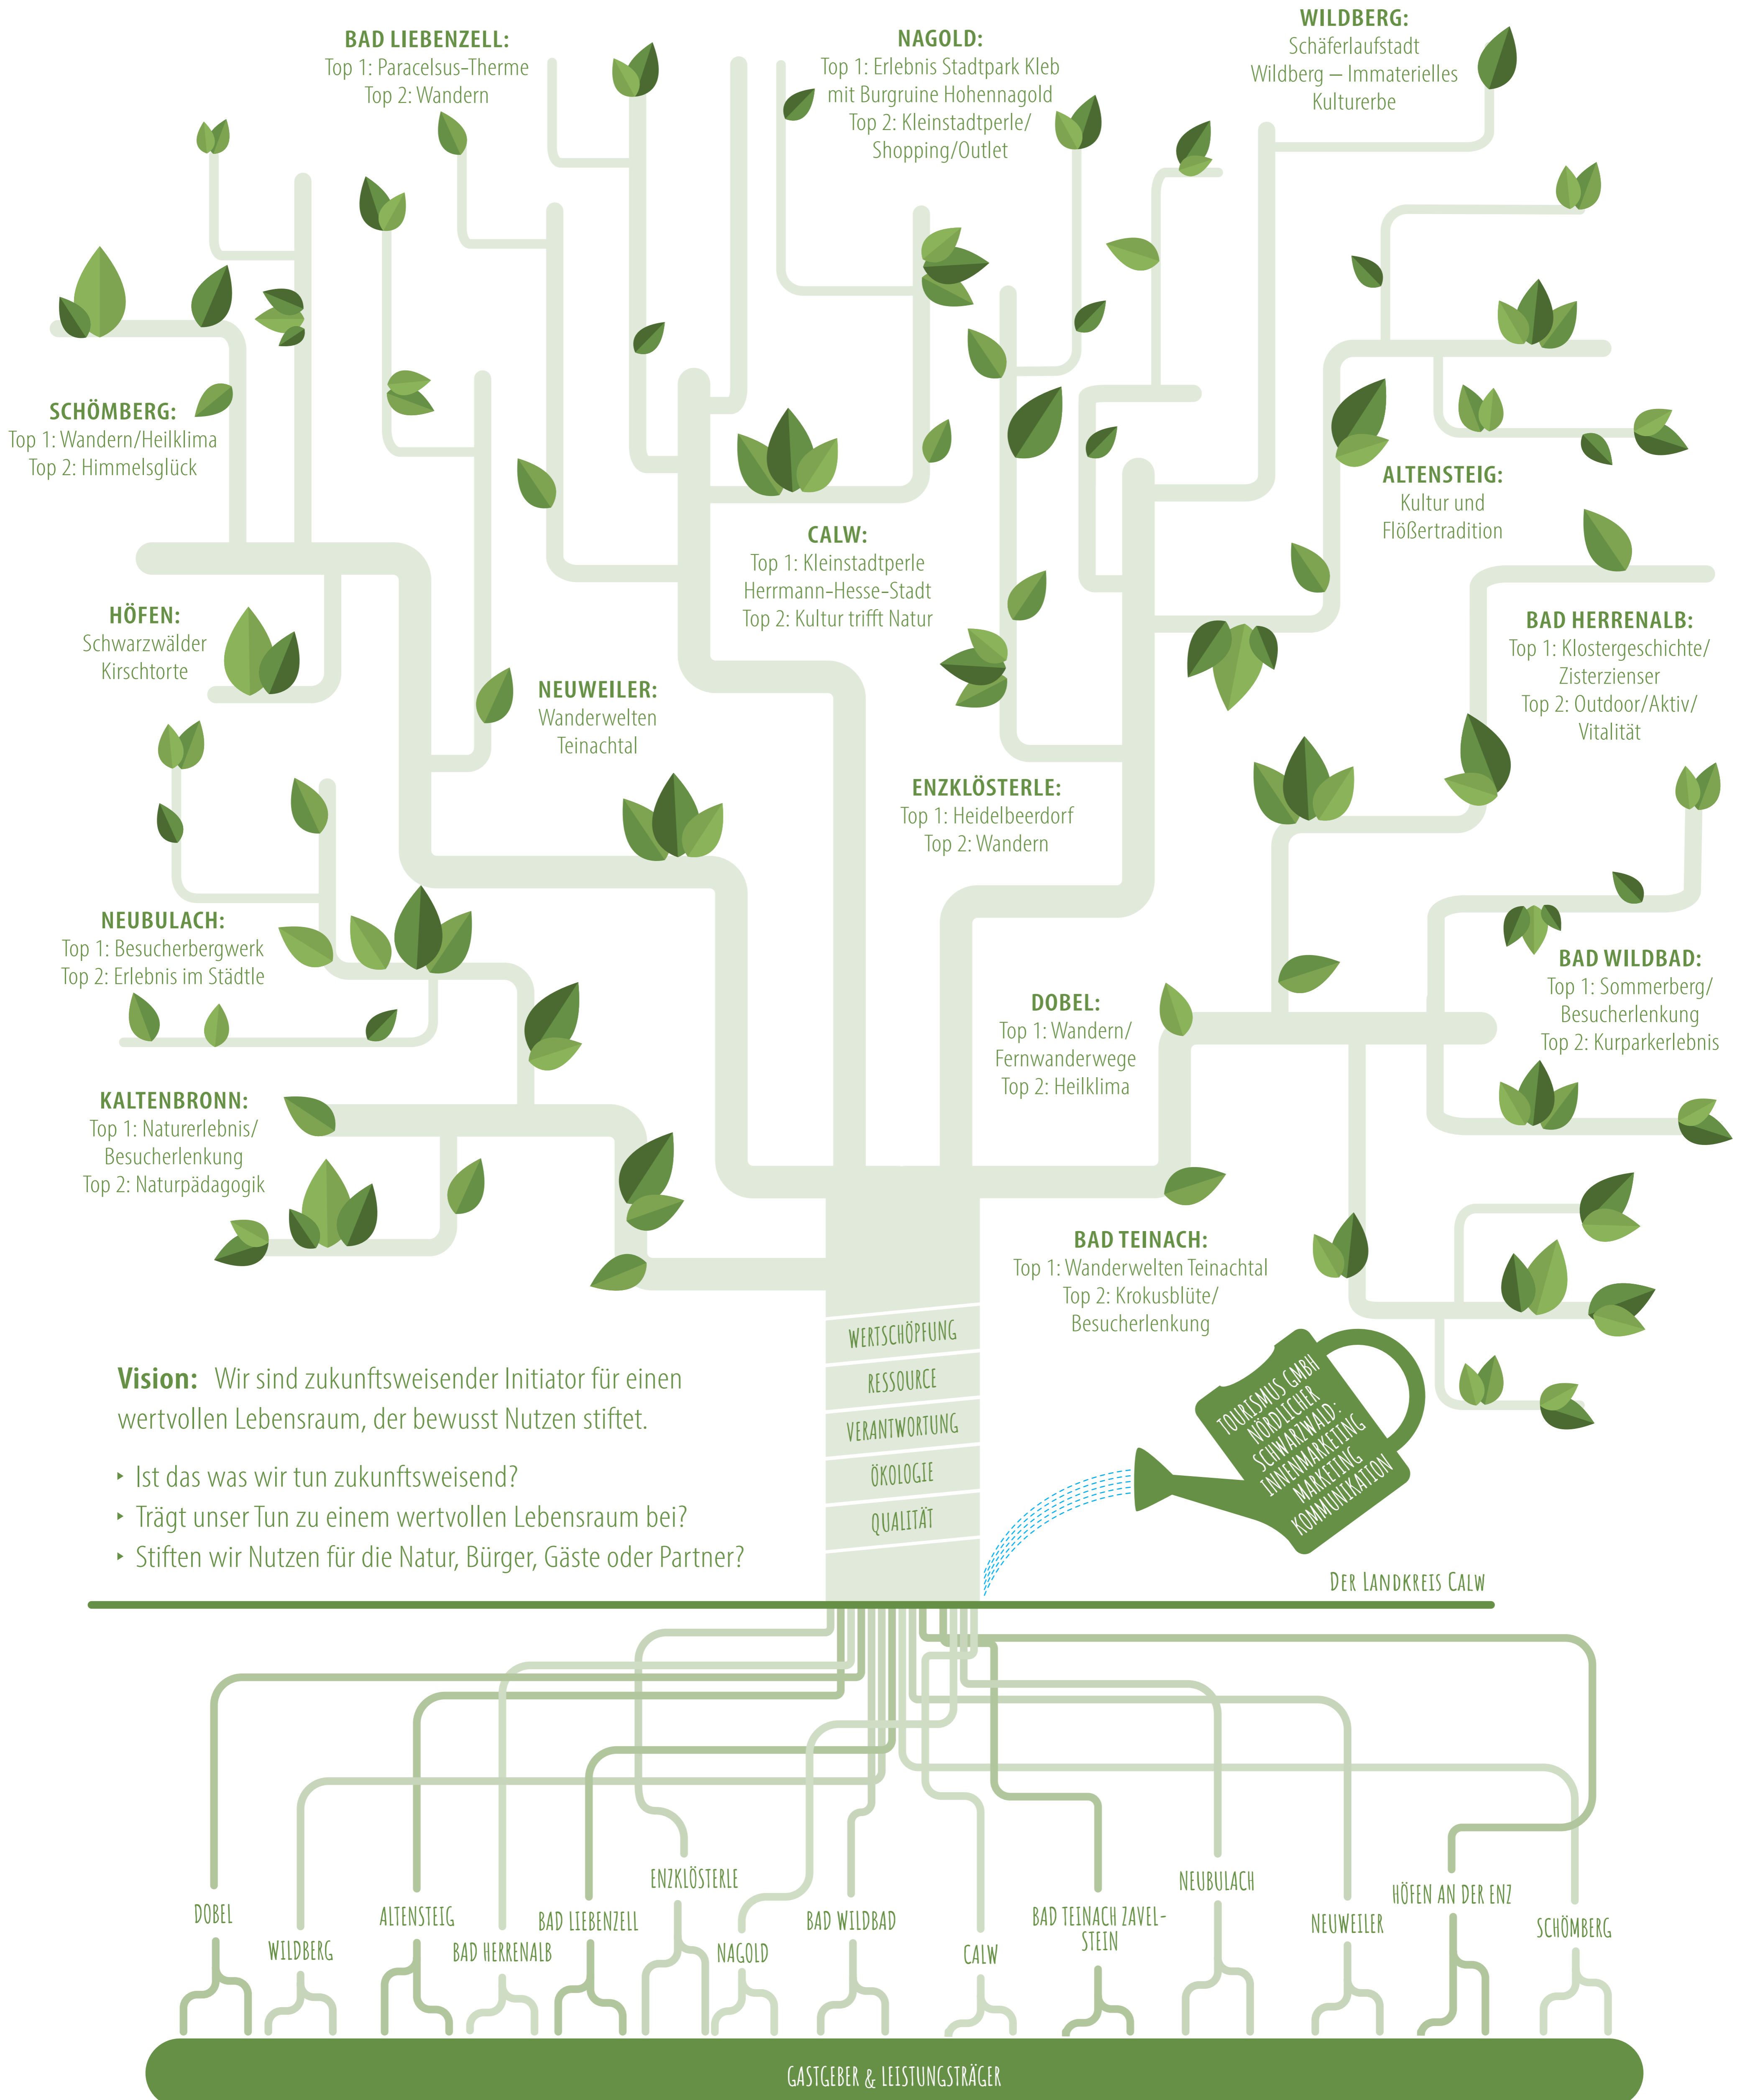 BAD LIEBENZELL:
Top 1: Paracelsus-Therme
Top 2: Wandern
NAGOLD:
Top 1: Erlebnis Stadtpark Kleb
mit Burgruine Hohennagold
Top 2: Kleinstadtperle/
Shopping/Outlet
WILDBERG:
Schäferlaufstadt
Wildberg – Immaterielles
Kulturerbe
SCHÖMBERG:
Top 1: Wandern/Heilklima
Top 2: Himmelsglück
ALTENSTEIG:
Kultur und
Flößertradition
CALW:
Top 1: Kleinstadtperle
Herrmann-Hesse-Stadt
Top 2: Kultur trifft Natur
HÖFEN:
Schwarzwälder
Kirschtorte
BAD HERRENALB:
Top 1: Klostergeschichte/
Zisterzienser
Top 2: Outdoor/Aktiv/
Vitalität
NEUWEILER:
Wanderwelten
Teinachtal
ENZKLÖSTERLE:
Top 1: Heidelbeerdorf
Top 2: Wandern
NEUBULACH:
Top 1: Besucherbergwerk
Top 2: Erlebnis im Städtle
BAD WILDBAD:
Top 1: Sommerberg/
Besucherlenkung
Top 2: Kurparkerlebnis
DOBEL:
Top 1: Wandern/
Fernwanderwege
Top 2: Heilklima
KALTENBRONN:
Top 1: Naturerlebnis/
Besucherlenkung
Top 2: Naturpädagogik
BAD TEINACH:
Top 1: Wanderwelten Teinachtal
Top 2: Krokusblüte/
Besucherlenkung
WERTSCHÖPFUNG
RESSOURCE
VERANTWORTUNG
ÖKOLOGIE
QUALITÄT
Vision: Wir sind zukunftsweisender Initiator für einen
wertvollen Lebensraum, der bewusst Nutzen stiftet.
‣ Ist das was wir tun zukunftsweisend?
‣ Trägt unser Tun zu einem wertvollen Lebensraum bei?
‣ Stiften wir Nutzen für die Natur, Bürger, Gäste oder Partner?
TOURISMUS GMBH
NÖRDLICHER
SCHWARZWALD:
INNENMARKETING
MARKETING
KOMMUNIKATION
DER LANDKREIS CALW
DOBEL
WILDBERG
ALTENSTEIG
BAD HERRENALB
BAD LIEBENZELL
ENZKLÖSTERLE
NAGOLD
BAD WILDBAD
CALW
BAD TEINACH ZAVEL-
STEIN
NEUBULACH
NEUWEILER
HÖFEN AN DER ENZ
SCHÖMBERG
GASTGEBER & LEISTUNGSTRÄGER